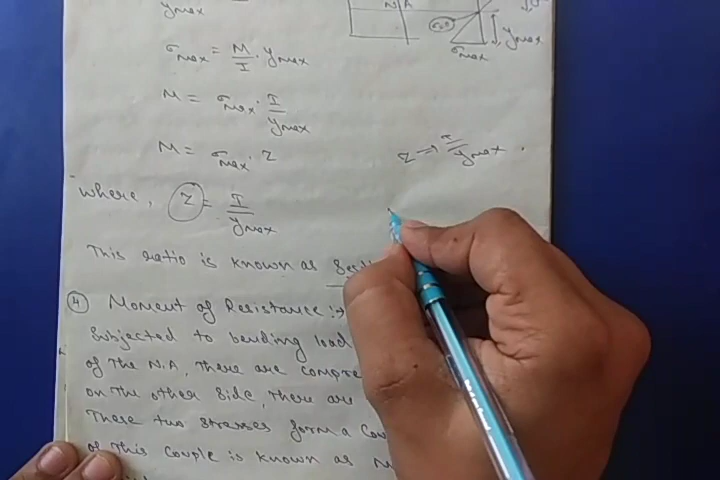 ymax
N A
ymax
σmax
σmax = M/I · ymax
M = σmax · I/ymax
M = σmax · Z
Z ⇒ I/ymax .
where, Z = I/ymax
This ratio is known as
④ Moment of Resistance :→
Subjected to bending load
of the N.A, there are compre
on the other side, there are
These two stresses form a Cou
of this couple is known as